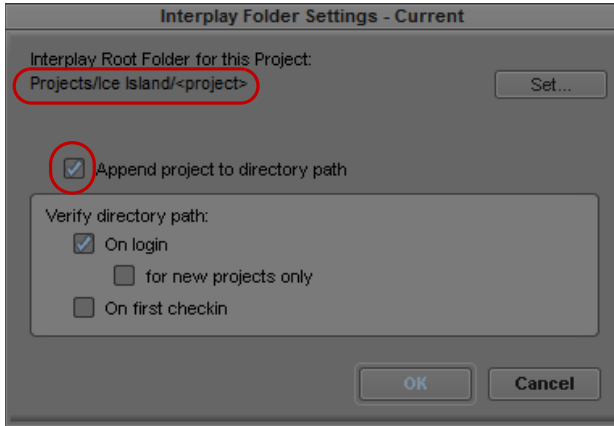 Interplay Folder Settings - Current
Interplay Root Folder for this Project:
Projects/Ice Island/<project>
Set...
Append project to directory path
Verify directory path:
On login
for new projects only
On first checkin
OK
Cancel